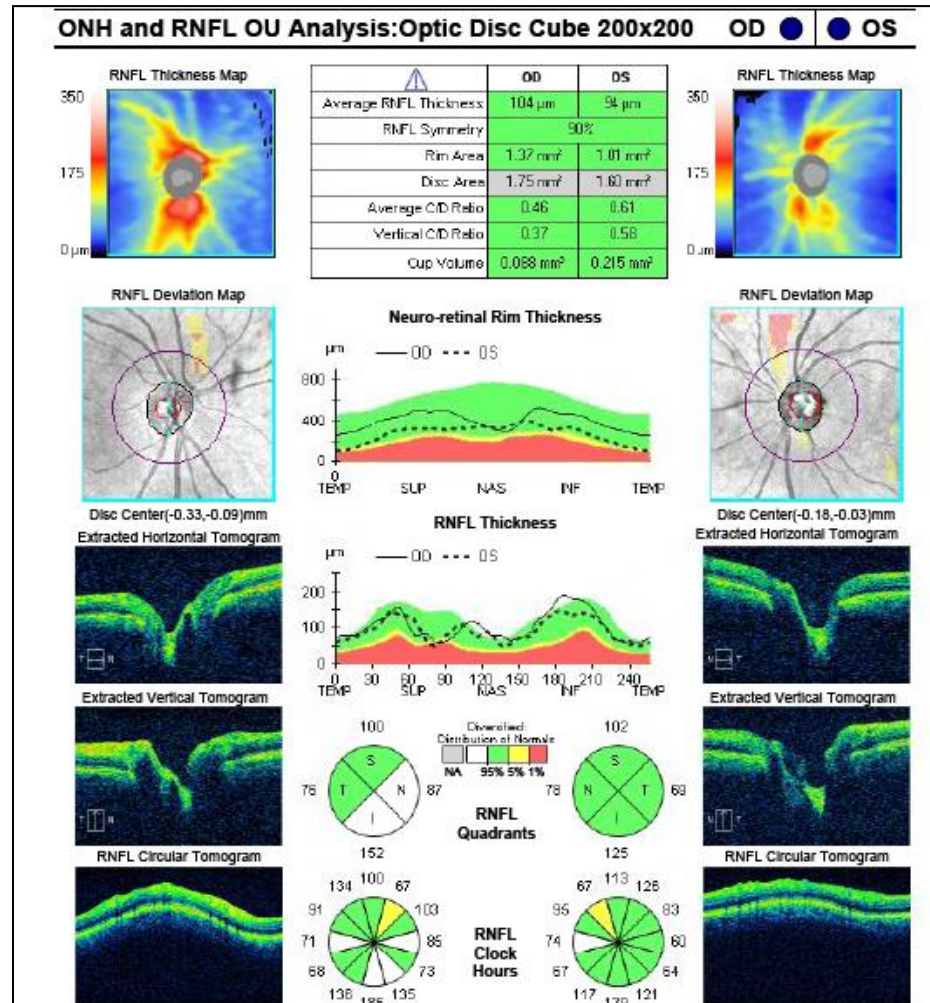 ONH and RNFL OU Analysis:Optic Disc Cube 200x200 OD OS
RNFL Thickness Map
350
175
0 µm
OD OS
Average RNFL Thickness 104 µm 94 µm
RNFL Symmetry 90%
Rim Area 1.37 mm² 1.01 mm²
Disc Area 1.75 mm² 1.60 mm²
Average C/D Ratio 0.46 0.61
Vertical C/D Ratio 0.37 0.58
Cup Volume 0.088 mm³ 0.215 mm³
RNFL Thickness Map
350
175
0 µm
RNFL Deviation Map
Disc Center(-0.33,-0.09)mm
Neuro-retinal Rim Thickness
µm OD OS
800
400
0
0
TEMP SUP NAS INF TEMP
RNFL Deviation Map
Disc Center(-0.18,-0.03)mm
Extracted Horizontal Tomogram
T N
RNFL Thickness
µm OD OS
200
100
0
0 30 60 90 120 150 180 210 240
TEMP SUP NAS INF TEMP
Extracted Horizontal Tomogram
N T
Extracted Vertical Tomogram
100
S
76 T N 87
I
152
Diversified:
Distribution of Normals
NA 95% 5% 1%
RNFL
Quadrants
102
S
78 N T 69
I
125
Extracted Vertical Tomogram
RNFL Circular Tomogram
134 100 67
91 103
71 85
68 73
136 135
RNFL
Clock
Hours
67 113 126
95 83
74 60
67 64
117 121
RNFL Circular Tomogram